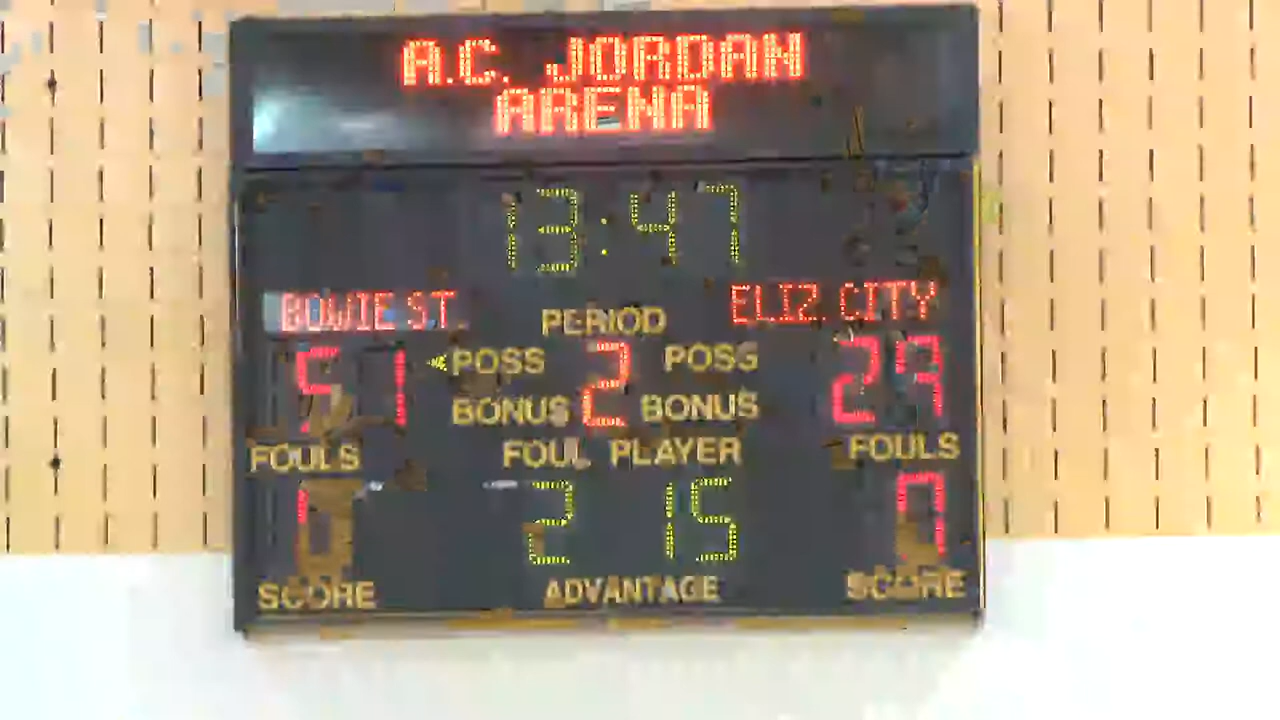 A.C. JORDAN
ARENA
13:47
BOWIE ST. ELIZ CITY
PERIOD
51 POSS 2 POSS 29
BONUS BONUS
FOULS FOUL PLAYER FOULS
2 15
SCORE ADVANTAGE SCORE